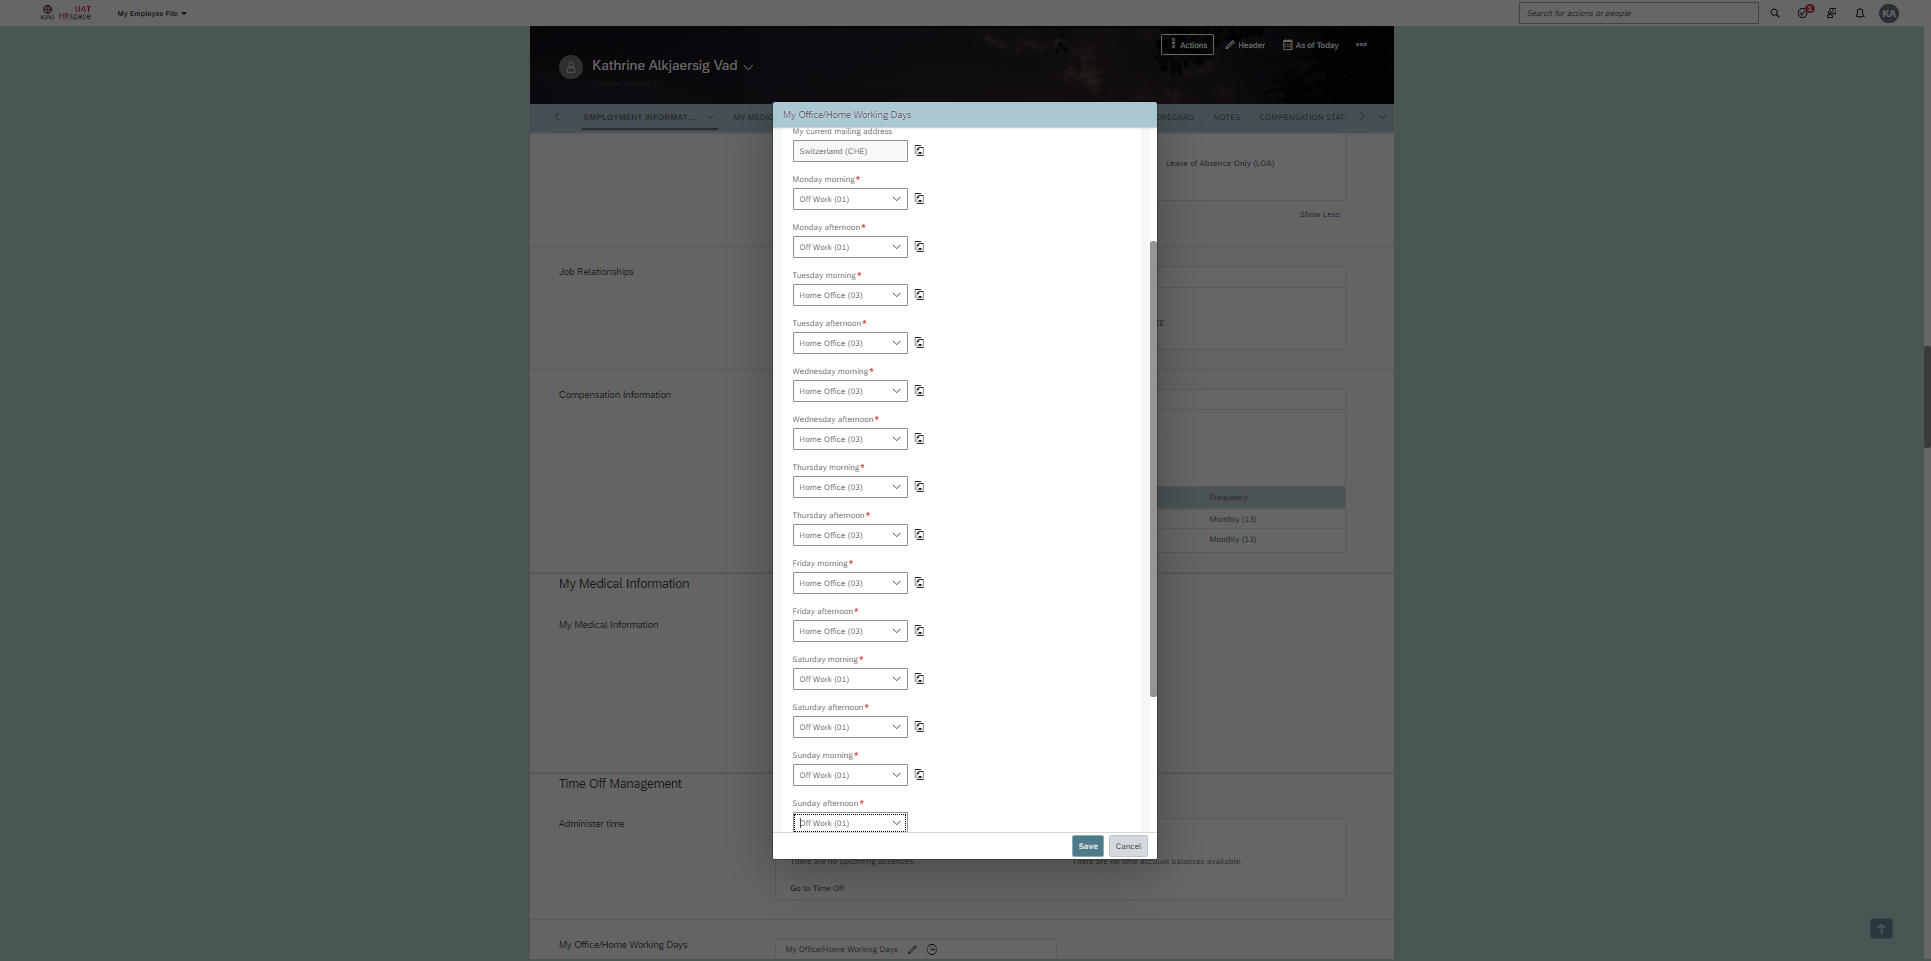 UAT
ICRC HRspace
My Employee File
Search for actions or people
1
KA
Actions
Header
As of Today
Kathrine Alkjaersig Vad
EMPLOYMENT INFORMAT...
MY MEDIC
ORECARD
NOTES
COMPENSATION STAT
My Office/Home Working Days
My current mailing address
Switzerland (CHE)
Leave of Absence Only (LOA)
Monday morning*
Off Work (01)
Show Less
Monday afternoon*
Off Work (01)
Job Relationships
Tuesday morning*
Home Office (03)
Tuesday afternoon*
ZE
Home Office (03)
Wednesday morning*
Home Office (03)
Compensation Information
Wednesday afternoon*
Home Office (03)
Thursday morning*
Home Office (03)
Frequency
Thursday afternoon*
Monthly (13)
Home Office (03)
Monthly (13)
Friday morning*
Home Office (03)
My Medical Information
Friday afternoon*
My Medical Information
Home Office (03)
Saturday morning*
Off Work (01)
Saturday afternoon*
Off Work (01)
Sunday morning*
Off Work (01)
Time Off Management
Sunday afternoon*
Off Work (01)
Administer time
Save
Cancel
There are no upcoming absences.
There are no time account balances available.
Go to Time Off
My Office/Home Working Days
My Office/Home Working Days